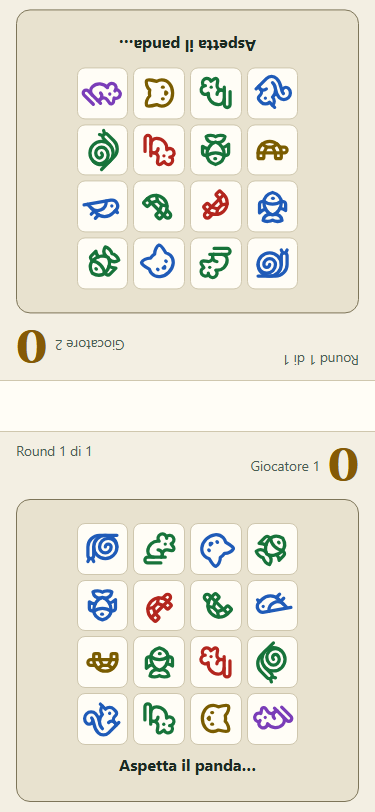 Aspetta il panda...
0 Giocatore 2
Round 1 di 1
Round 1 di 1
Giocatore 1 0
Aspetta il panda...